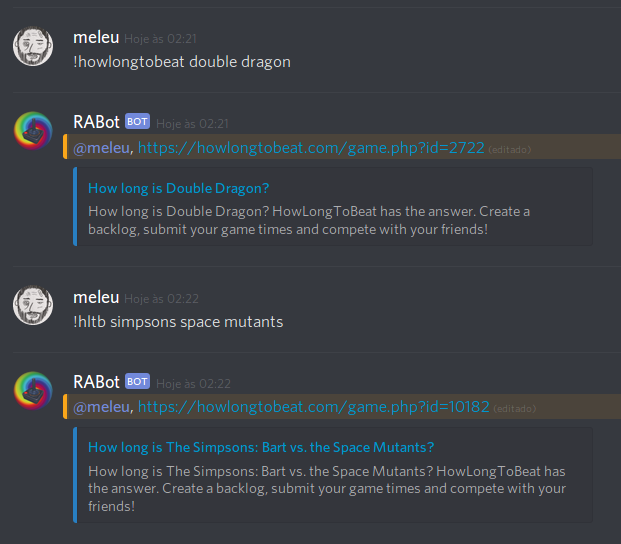 meleu Hoje às 02:21
!howlongtobeat double dragon
RABot BOT Hoje às 02:21
@meleu, https://howlongtobeat.com/game.php?id=2722 (editado)
How long is Double Dragon?
How long is Double Dragon? HowLongToBeat has the answer. Create a
backlog, submit your game times and compete with your friends!
meleu Hoje às 02:22
!hltb simpsons space mutants
RABot BOT Hoje às 02:22
@meleu, https://howlongtobeat.com/game.php?id=10182 (editado)
How long is The Simpsons: Bart vs. the Space Mutants?
How long is The Simpsons: Bart vs. the Space Mutants? HowLongToBeat has
the answer. Create a backlog, submit your game times and compete with your
friends!